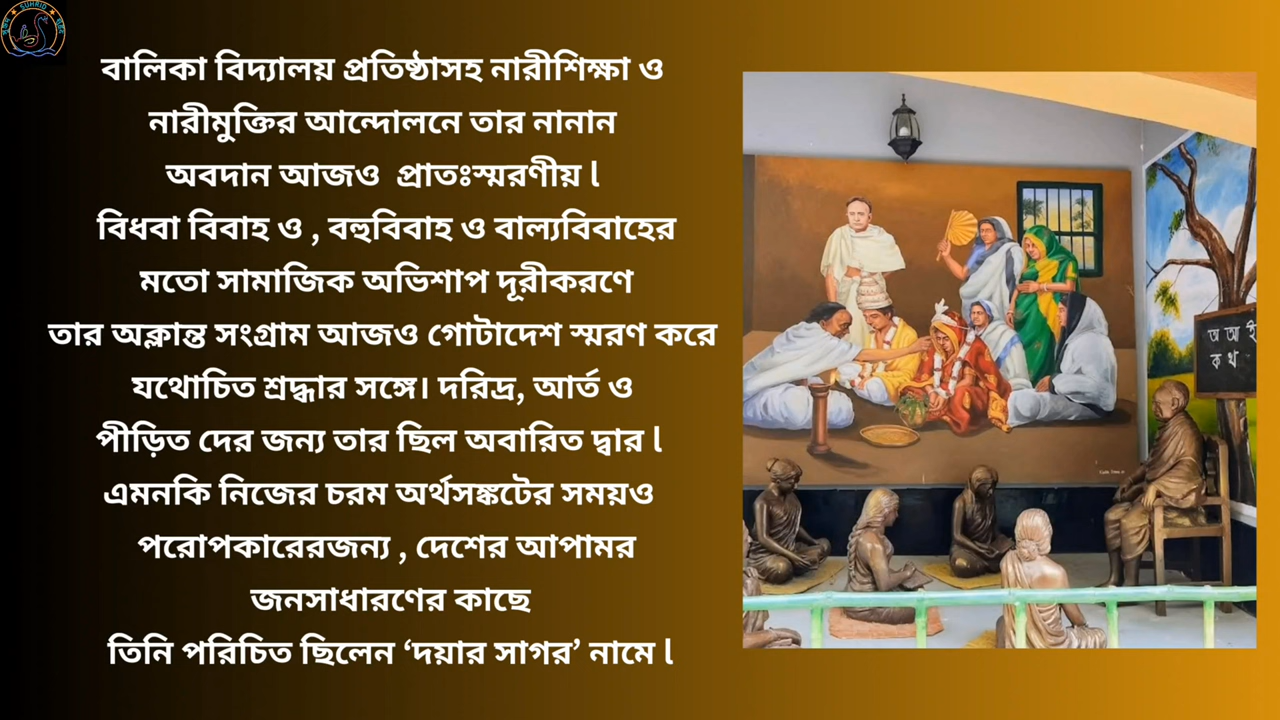 SUHRID
বালিকা বিদ্যালয় প্রতিষ্ঠাসহ নারীশিক্ষা ও
নারীমুক্তির আন্দোলনে তার নানান
অবদান আজও প্রাতঃস্মরণীয় l
বিধবা বিবাহ ও , বহুবিবাহ ও বাল্যবিবাহের
মতো সামাজিক অভিশাপ দূরীকরণে
তার অক্লান্ত সংগ্রাম আজও গোটাদেশ স্মরণ করে
যথোচিত শ্রদ্ধার সঙ্গে। দরিদ্র, আর্ত ও
পীড়িত দের জন্য তার ছিল অবারিত দ্বার l
এমনকি নিজের চরম অর্থসঙ্কটের সময়ও
পরোপকারেরজন্য , দেশের আপামর
জনসাধারণের কাছে
তিনি পরিচিত ছিলেন ‘দয়ার সাগর’ নামে l
অ আ ই
ক খ